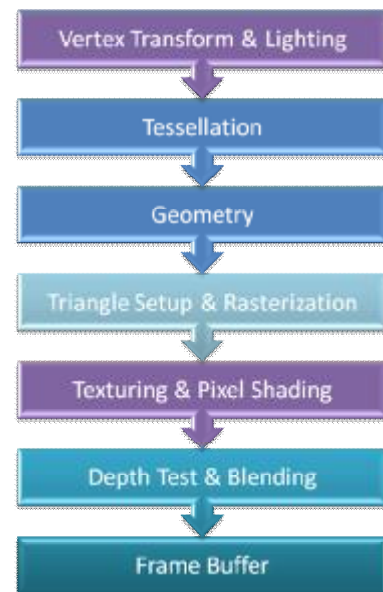 Vertex Transform & Lighting
Tessellation
Geometry
Triangle Setup & Rasterization
Texturing & Pixel Shading
Depth Test & Blending
Frame Buffer